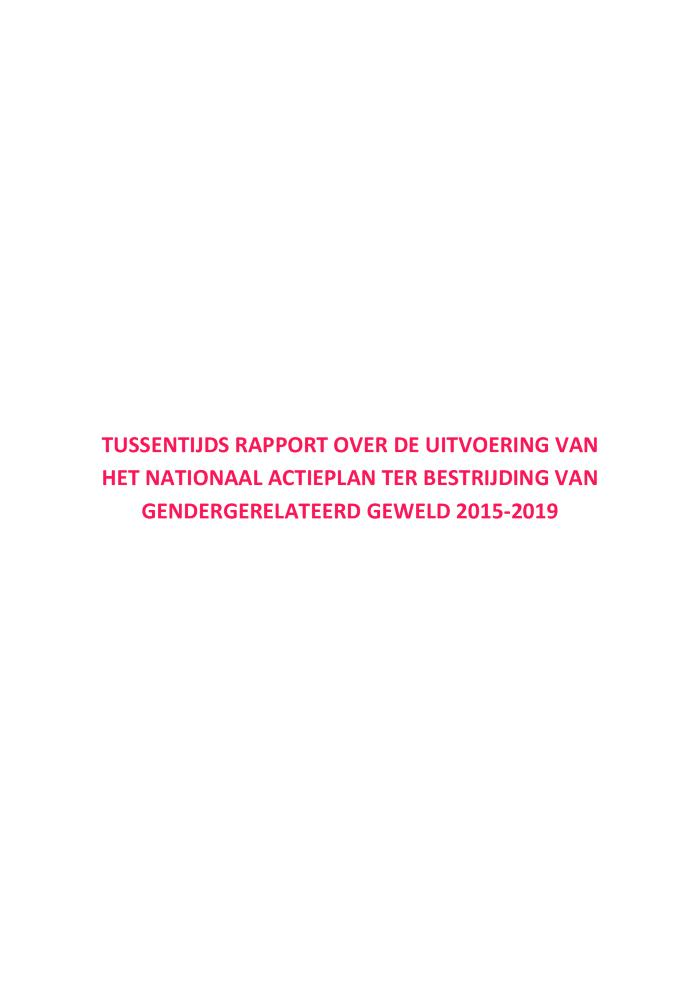 TUSSENTIJDS RAPPORT OVER DE UITVOERING VAN
HET NATIONAAL ACTIEPLAN TER BESTRIJDING VAN
GENDERGERELATEERD GEWELD 2015-2019